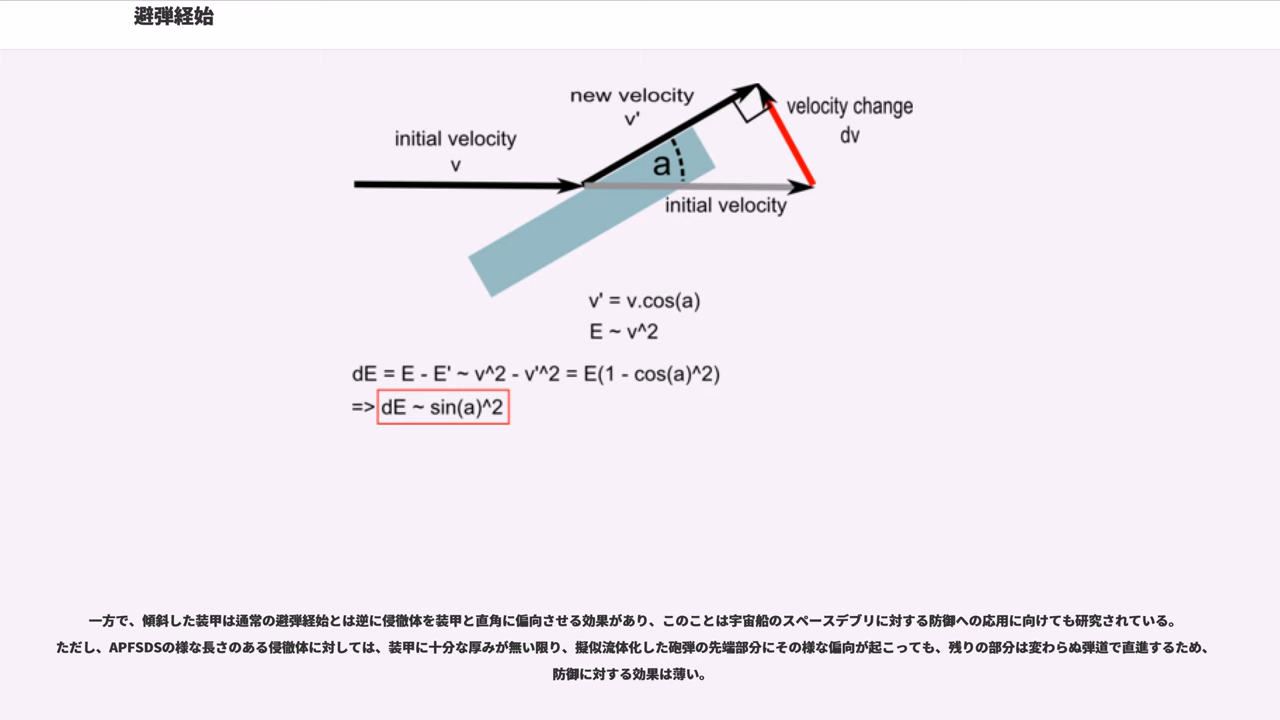 避弾経始
new velocity
v'
velocity change
dv
initial velocity
v
a
initial velocity
v' = v.cos(a)
E ~ v^2
dE = E - E' ~ v^2 - v'^2 = E(1 - cos(a)^2)
=> dE ~ sin(a)^2
一方で、傾斜した装甲は通常の避弾経始とは逆に侵徹体を装甲と直角に偏向させる効果があり、このことは宇宙船のスペースデブリに対する防御への応用に向けても研究されている。
ただし、APFSDSの様な長さのある侵徹体に対しては、装甲に十分な厚みが無い限り、擬似流体化した砲弾の先端部分にその様な偏向が起こっても、残りの部分は変わらぬ弾道で直進するため、
防御に対する効果は薄い。